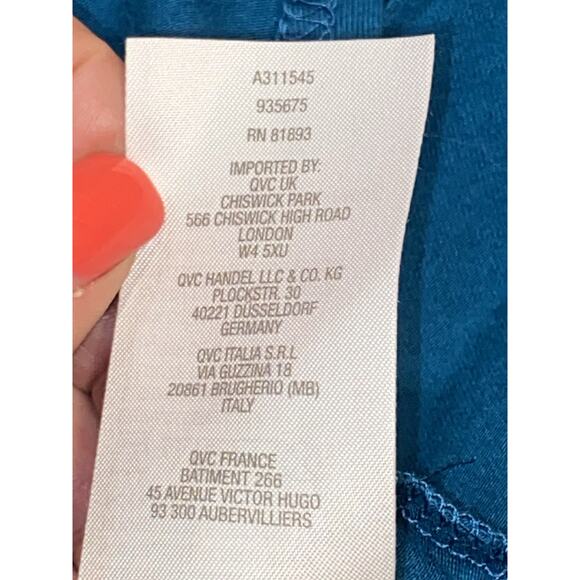 A311545
935675
RN 81893
IMPORTED BY:
QVC UK
CHISWICK PARK
566 CHISWICK HIGH ROAD
LONDON
W4 5XU
QVC HANDEL LLC & CO. KG
PLOCKSTR. 30
40221 DÜSSELDORF
GERMANY
QVC ITALIA S.R.L
VIA GUZZINA 18
20861 BRUGHERIO (MB)
ITALY
QVC FRANCE
BATIMENT 266
45 AVENUE VICTOR HUGO
93 300 AUBERVILLIERS